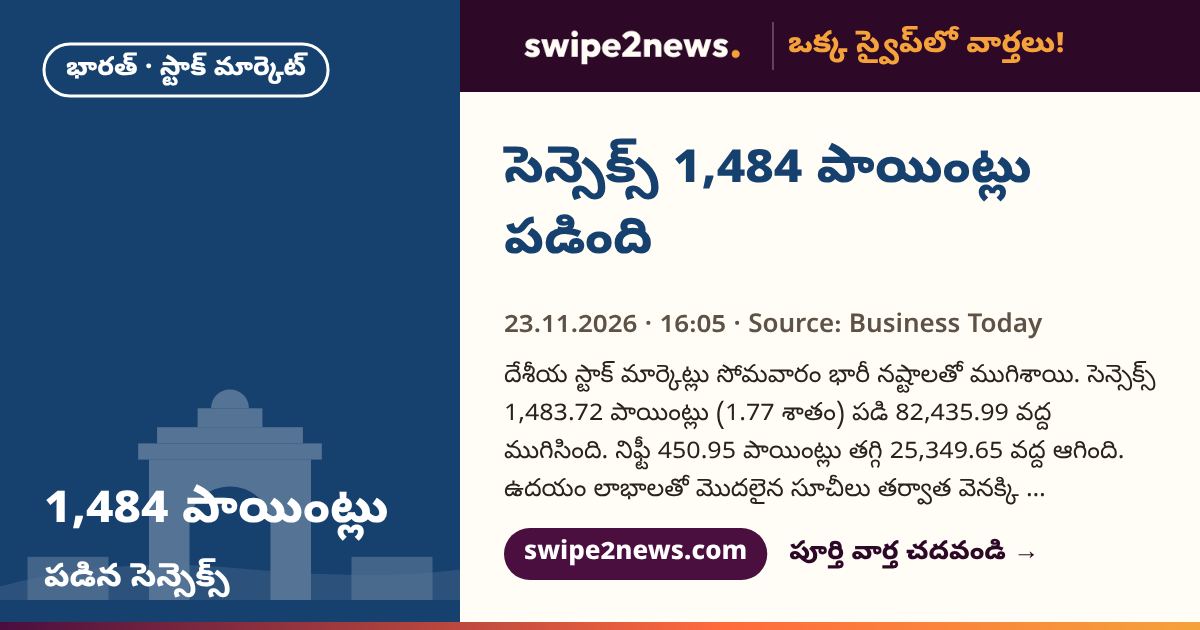 భారత్ · స్టాక్ మార్కెట్
1,484 పాయింట్లు
పడిన సెన్సెక్స్
swipe2news.
ఒక్క స్వైప్‌లో వార్తలు!
సెన్సెక్స్ 1,484 పాయింట్లు
పడింది
23.11.2026 · 16:05 · Source: Business Today
దేశీయ స్టాక్ మార్కెట్లు సోమవారం భారీ నష్టాలతో ముగిశాయి. సెన్సెక్స్
1,483.72 పాయింట్లు (1.77 శాతం) పడి 82,435.99 వద్ద
ముగిసింది. నిఫ్టీ 450.95 పాయింట్లు తగ్గి 25,349.65 వద్ద ఆగింది.
ఉదయం లాభాలతో మొదలైన సూచీలు తర్వాత వెనక్కి ...
swipe2news.com
పూర్తి వార్త చదవండి →